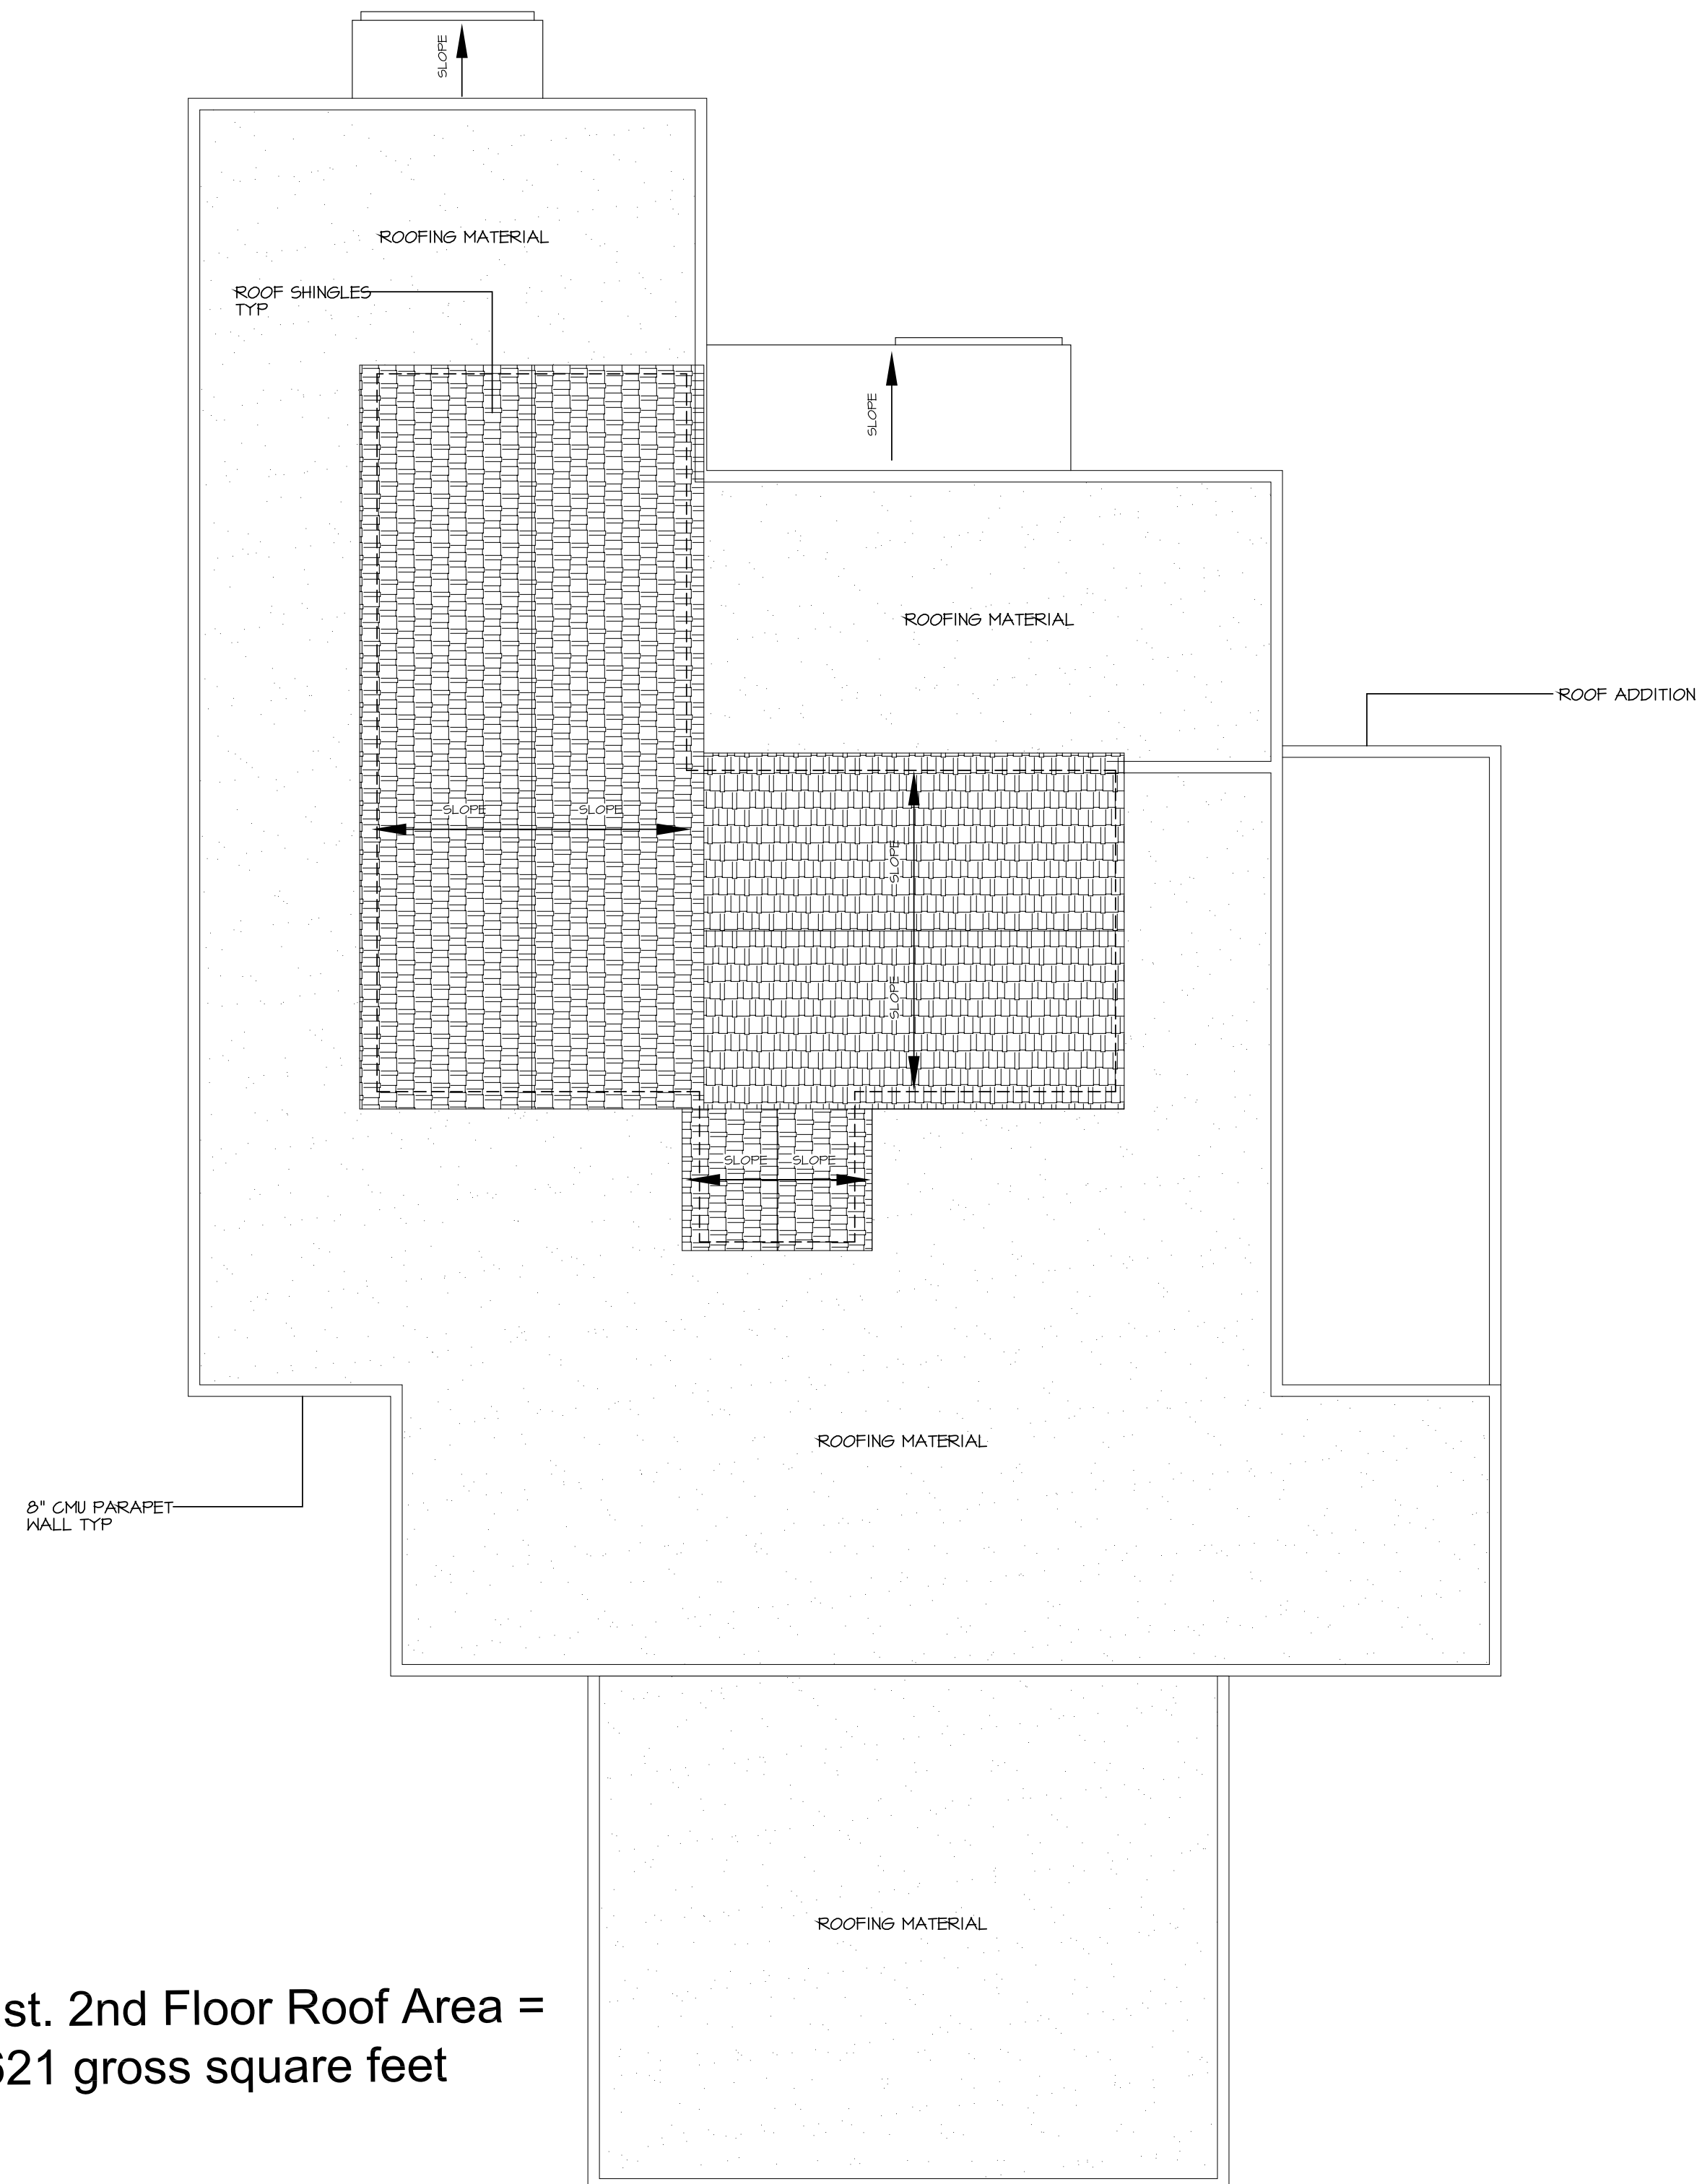 SLOPE
ROOFING MATERIAL
ROOF SHINGLES
TYP
SLOPE
ROOFING MATERIAL
ROOF ADDITION
SLOPE
SLOPE
SLOPE
SLOPE
SLOPE
SLOPE
ROOFING MATERIAL
8" CMU PARAPET
WALL TYP
ROOFING MATERIAL
st. 2nd Floor Roof Area =
621 gross square feet